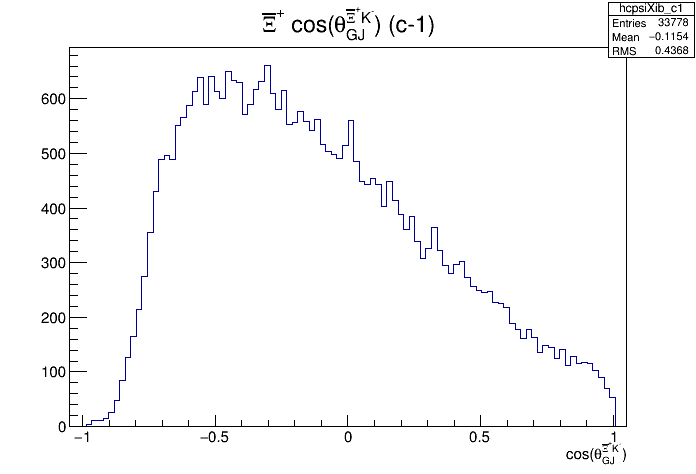 Ξ̅⁺ cos(θ_GJ^Ξ̅⁺K⁻) (c-1)
hcpsiXib_c1
Entries 33778
Mean −0.1154
RMS 0.4368
600
500
400
300
200
100
0
−1 −0.5 0 0.5 1
cos(θ_GJ^Ξ̅⁺K⁻)